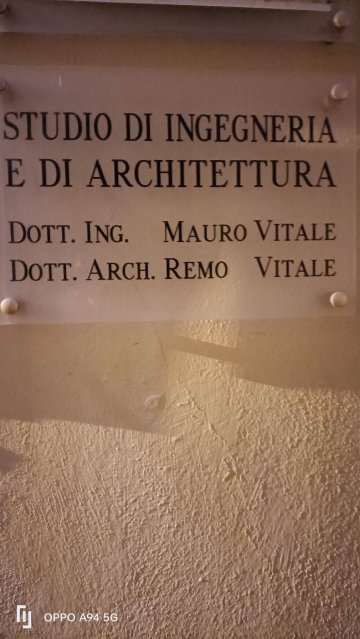 STUDIO DI INGEGNERIA
E DI ARCHITETTURA
DOTT. ING. MAURO VITALE
DOTT. ARCH. REMO VITALE
OPPO A94 5G